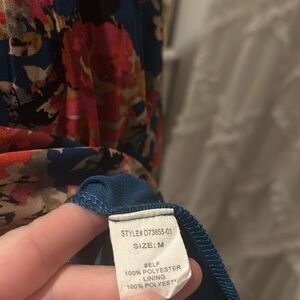 STYLE# D73655-01
SIZE: M
SELF
100% POLYESTER
LINING
100% POLYESTER